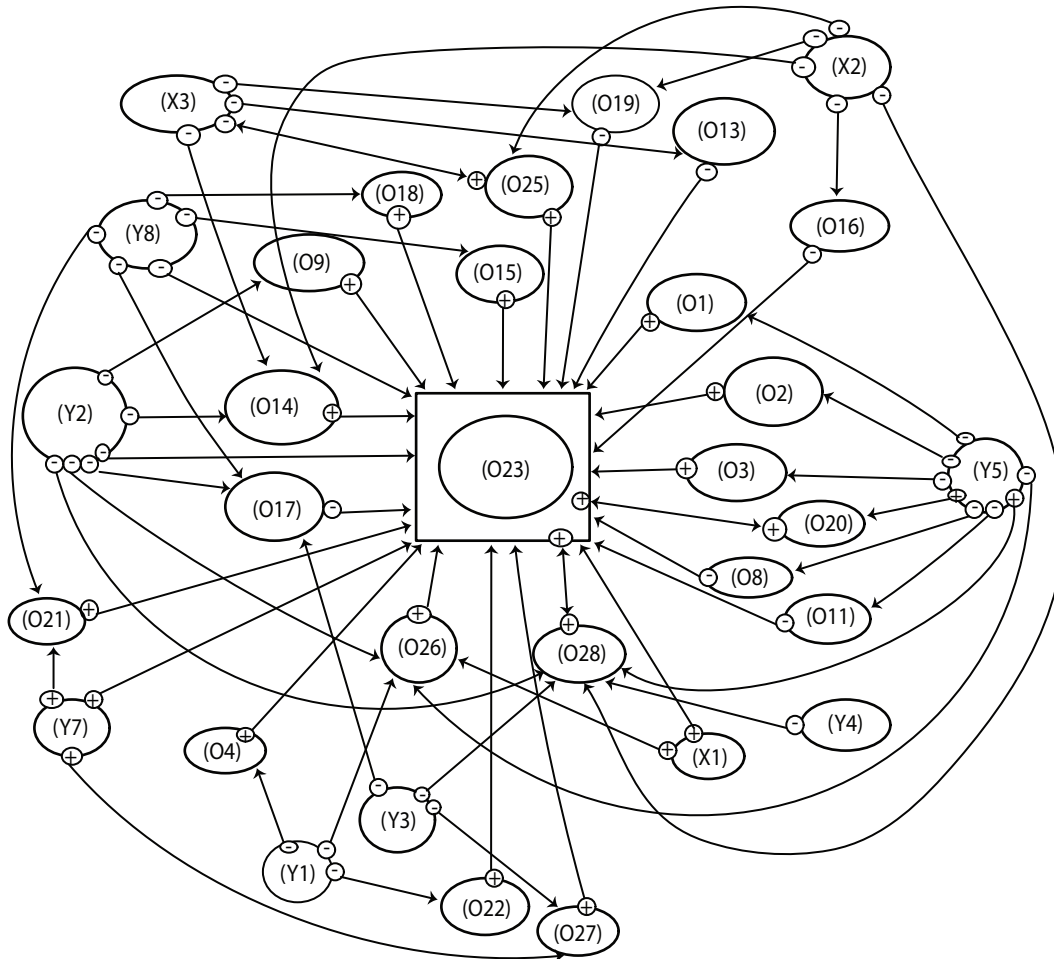 (X2)
(X3)
(O19)
(O13)
(O18)
(O25)
(Y8)
(O16)
(O9)
(O15)
(O1)
(O2)
(Y2)
(O14)
(O23)
(O3)
(Y5)
(O17)
(O20)
(O8)
(O21)
(O26)
(O28)
(O11)
(Y7)
(O4)
(X1)
(Y4)
(Y3)
(Y1)
(O22)
(O27)